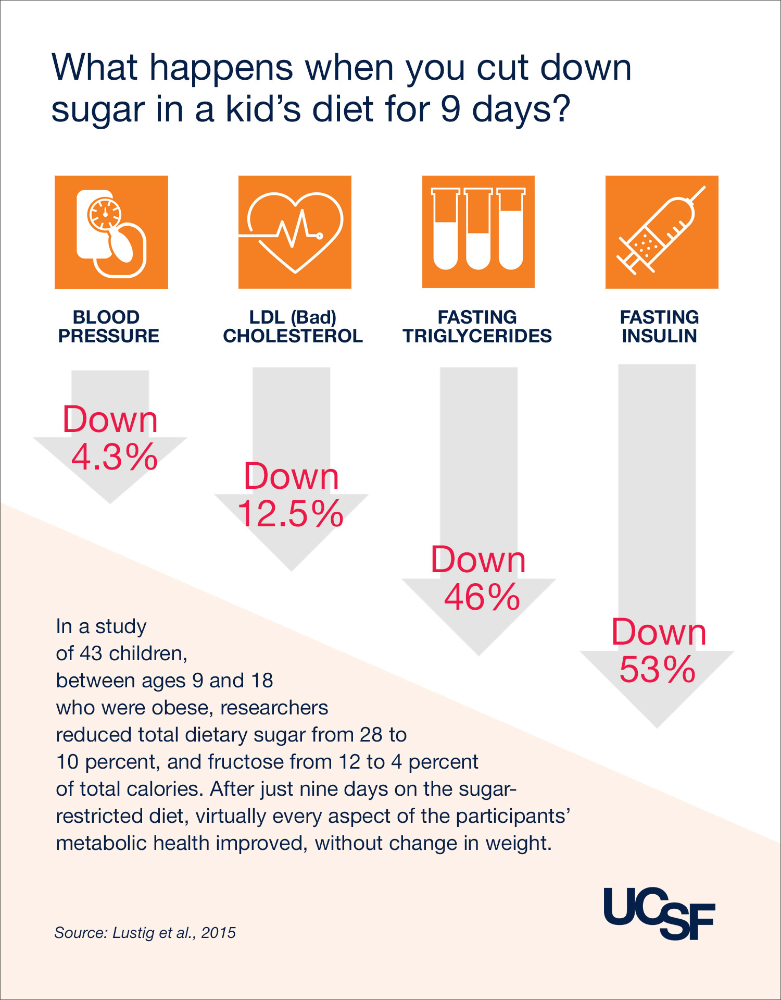 What happens when you cut down
sugar in a kid’s diet for 9 days?
BLOOD
PRESSURE
LDL (Bad)
CHOLESTEROL
FASTING
TRIGLYCERIDES
FASTING
INSULIN
Down
4.3%
Down
12.5%
Down
46%
Down
53%
In a study
of 43 children,
between ages 9 and 18
who were obese, researchers
reduced total dietary sugar from 28 to
10 percent, and fructose from 12 to 4 percent
of total calories. After just nine days on the sugar-
restricted diet, virtually every aspect of the participants’
metabolic health improved, without change in weight.
UCSF
Source: Lustig et al., 2015